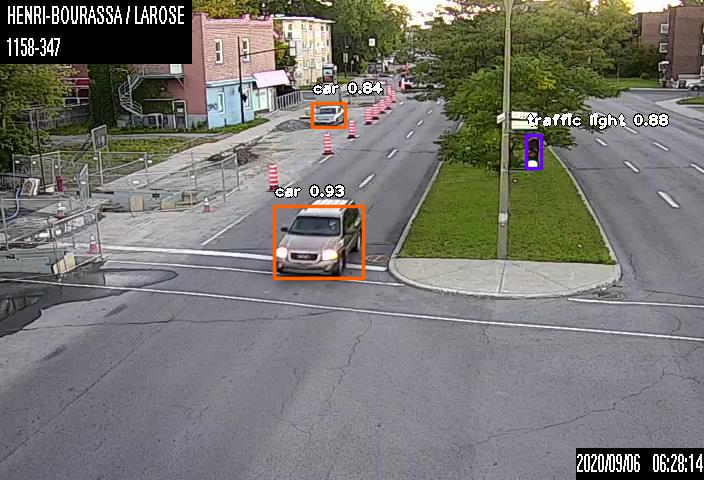 HENRI-BOURASSA / LAROSE
1158-347
car 0.84
traffic light 0.88
car 0.93
2020/09/06 06:28:14